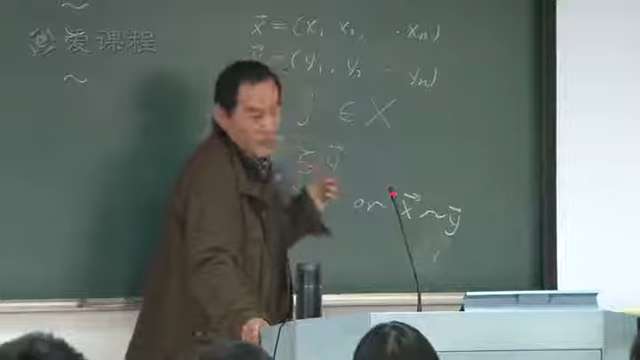 爱课程
~
~
x⃗=(x₁, x₂, ..xₙ)
=(y₁, y₂ .. yₙ)
∈X
y⃗
or x⃗~y⃗